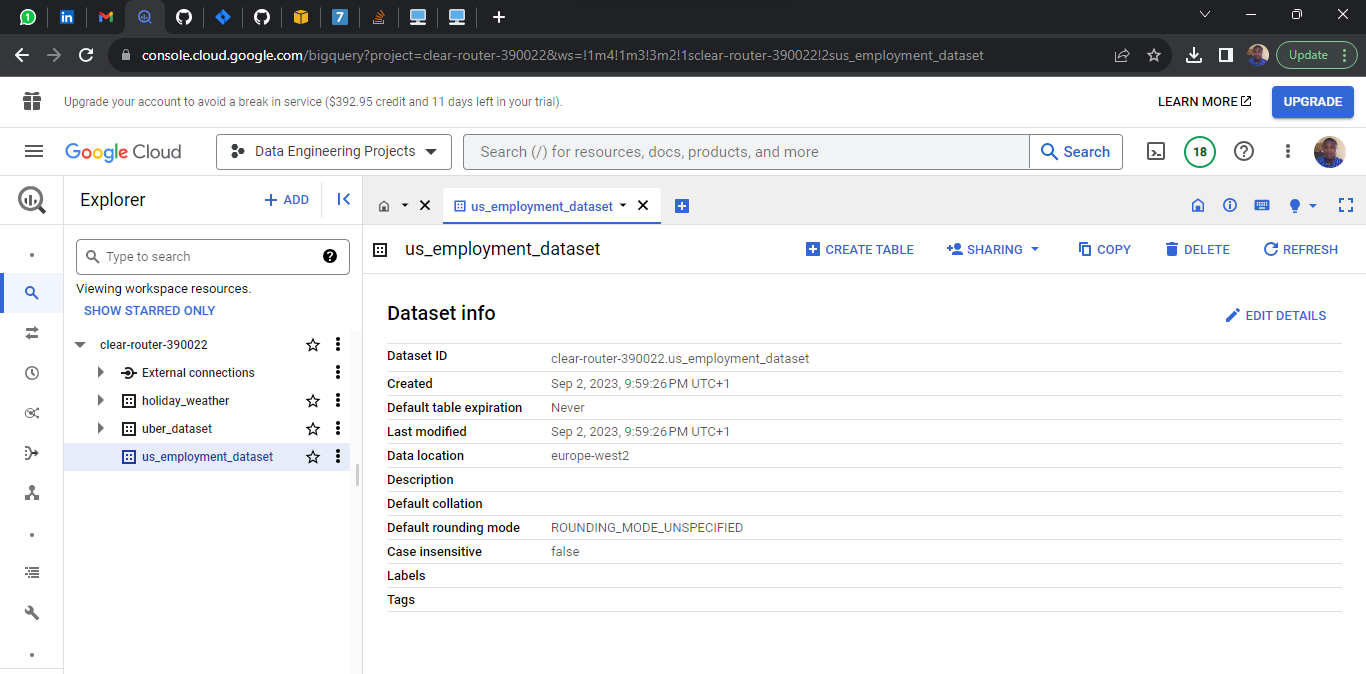 1
in
7
console.cloud.google.com/bigquery?project=clear-router-390022&ws=!1m4!1m3!3m2!1sclear-router-390022!2sus_employment_dataset
Update
Upgrade your account to avoid a break in service ($392.95 credit and 11 days left in your trial).
LEARN MORE
UPGRADE
Google Cloud
Data Engineering Projects
Search (/) for resources, docs, products, and more
Search
18
Explorer
ADD
us_employment_dataset
Type to search
us_employment_dataset
CREATE TABLE
SHARING
COPY
DELETE
REFRESH
Viewing workspace resources.
SHOW STARRED ONLY
clear-router-390022
External connections
holiday_weather
uber_dataset
us_employment_dataset
Dataset info
EDIT DETAILS
Dataset ID clear-router-390022.us_employment_dataset
Created Sep 2, 2023, 9:59:26 PM UTC+1
Default table expiration Never
Last modified Sep 2, 2023, 9:59:26 PM UTC+1
Data location europe-west2
Description
Default collation
Default rounding mode ROUNDING_MODE_UNSPECIFIED
Case insensitive false
Labels
Tags